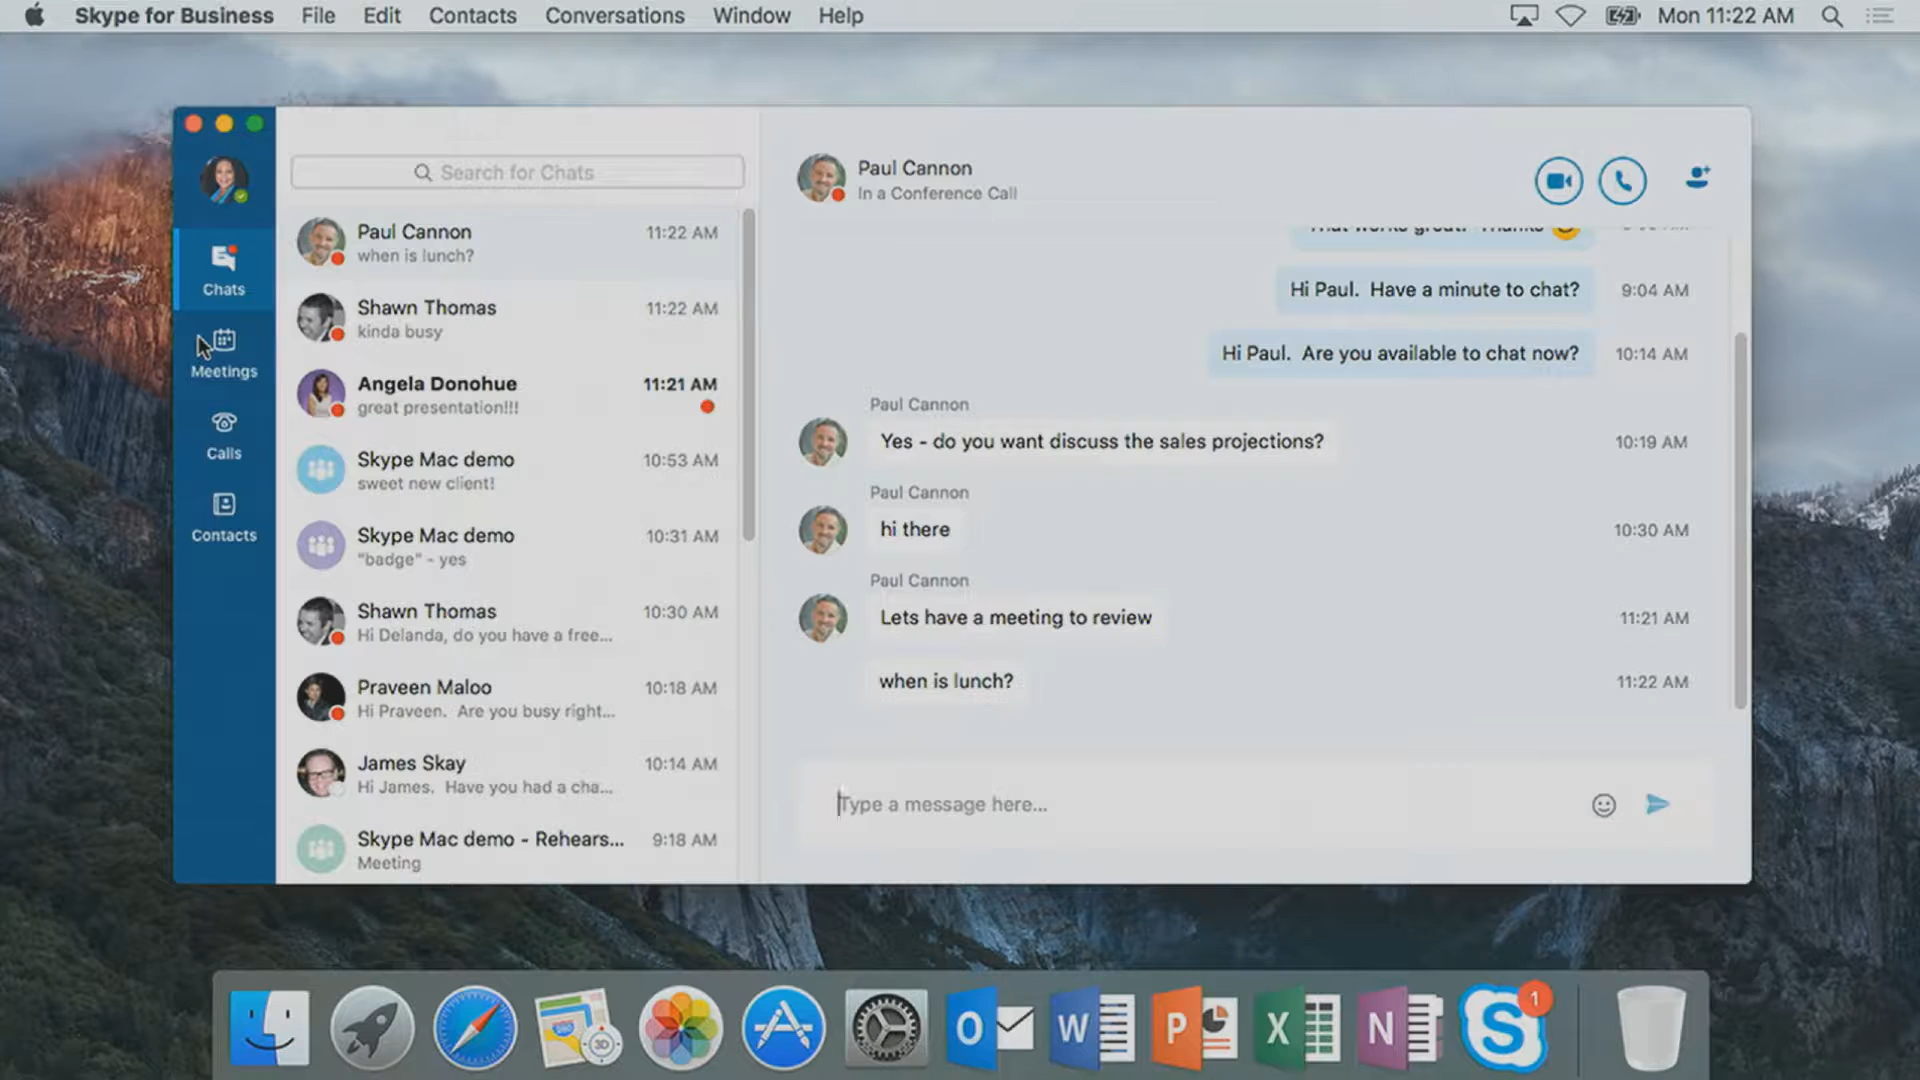 Skype for Business File Edit Contacts Conversations Window Help Mon 11:22 AM
Search for Chats
Chats
Meetings
Calls
Contacts
Paul Cannon 11:22 AM
when is lunch?
Shawn Thomas 11:22 AM
kinda busy
Angela Donohue 11:21 AM
great presentation!!!
Skype Mac demo 10:53 AM
sweet new client!
Skype Mac demo 10:31 AM
"badge" - yes
Shawn Thomas 10:30 AM
Hi Delanda, do you have a free...
Praveen Maloo 10:18 AM
Hi Praveen. Are you busy right...
James Skay 10:14 AM
Hi James. Have you had a cha...
Skype Mac demo - Rehears... 9:18 AM
Meeting
Paul Cannon
In a Conference Call
That works great! Thanks
Hi Paul. Have a minute to chat? 9:04 AM
Hi Paul. Are you available to chat now? 10:14 AM
Paul Cannon
Yes - do you want discuss the sales projections? 10:19 AM
Paul Cannon
hi there 10:30 AM
Paul Cannon
Lets have a meeting to review 11:21 AM
when is lunch? 11:22 AM
Type a message here...
280 3D O W P X N S 1